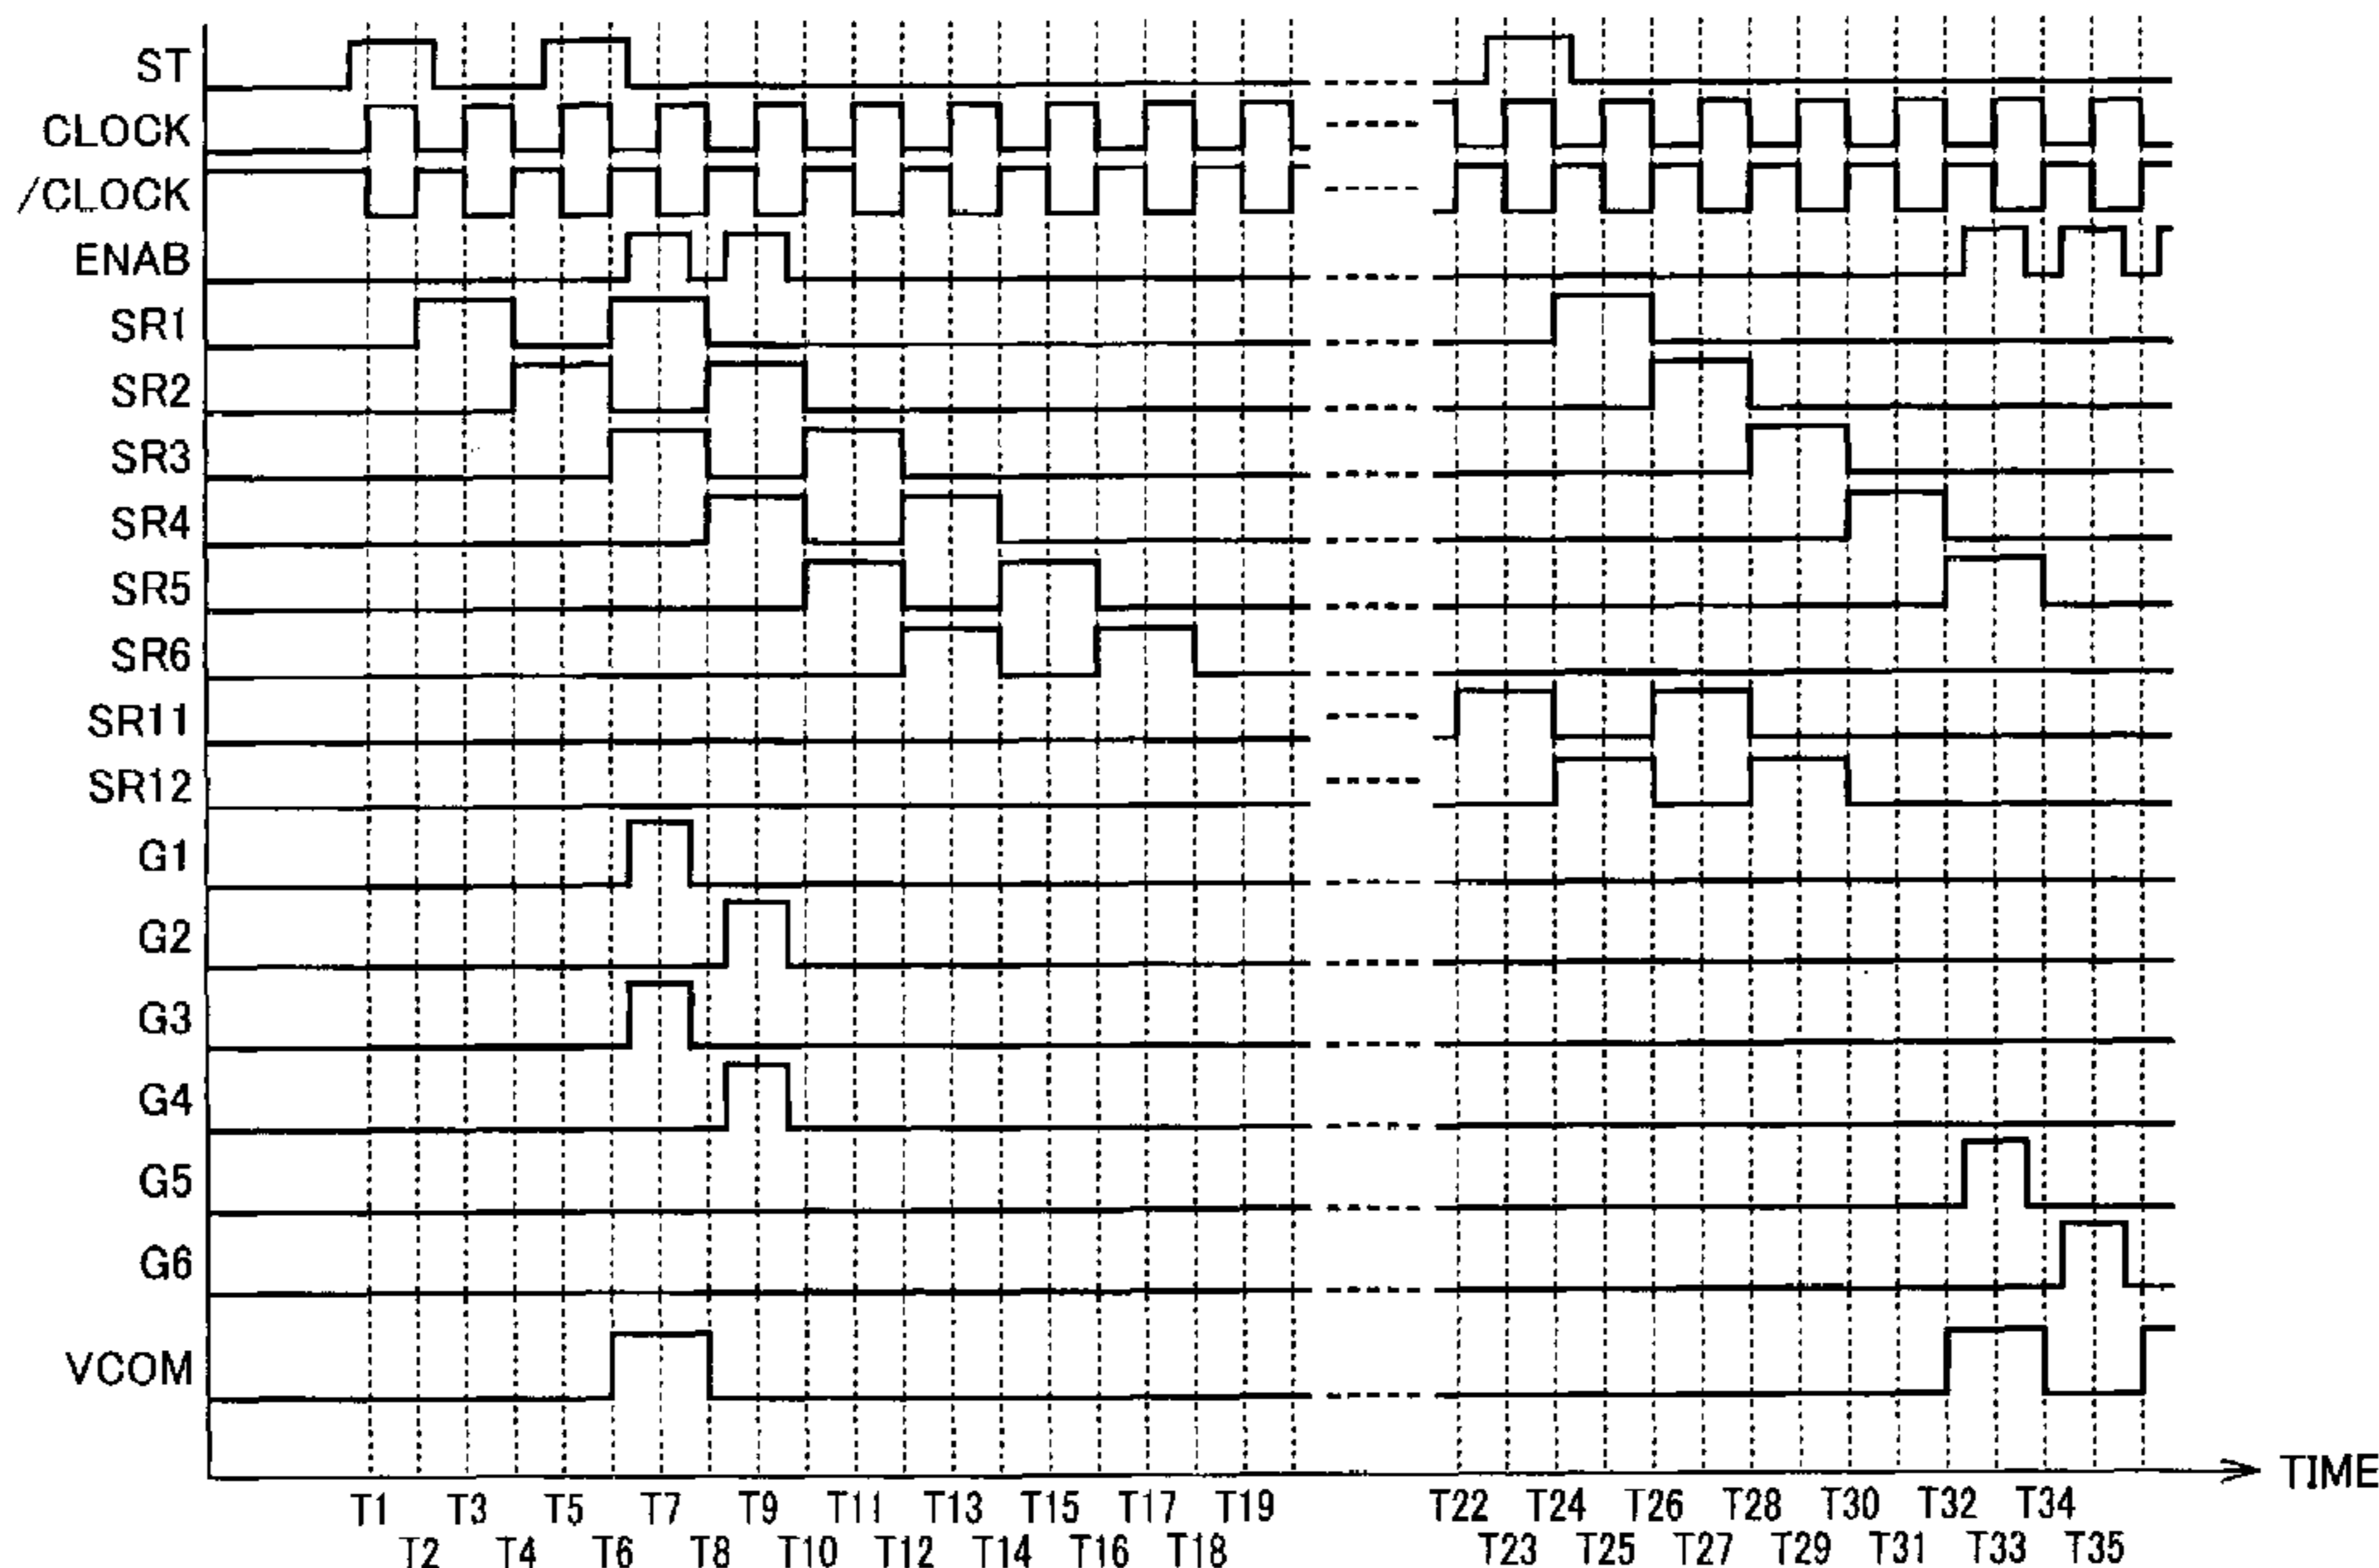 ST
CLOCK
/CLOCK
ENAB
SR1
SR2
SR3
SR4
SR5
SR6
SR11
SR12
G1
G2
G3
G4
G5
G6
VCOM
TIME
T1 T3 T5 T7 T9 T11 T13 T15 T17 T19 T22 T24 T26 T28 T30 T32 T34
T2 T4 T6 T8 T10 T12 T14 T16 T18 T23 T25 T27 T29 T31 T33 T35